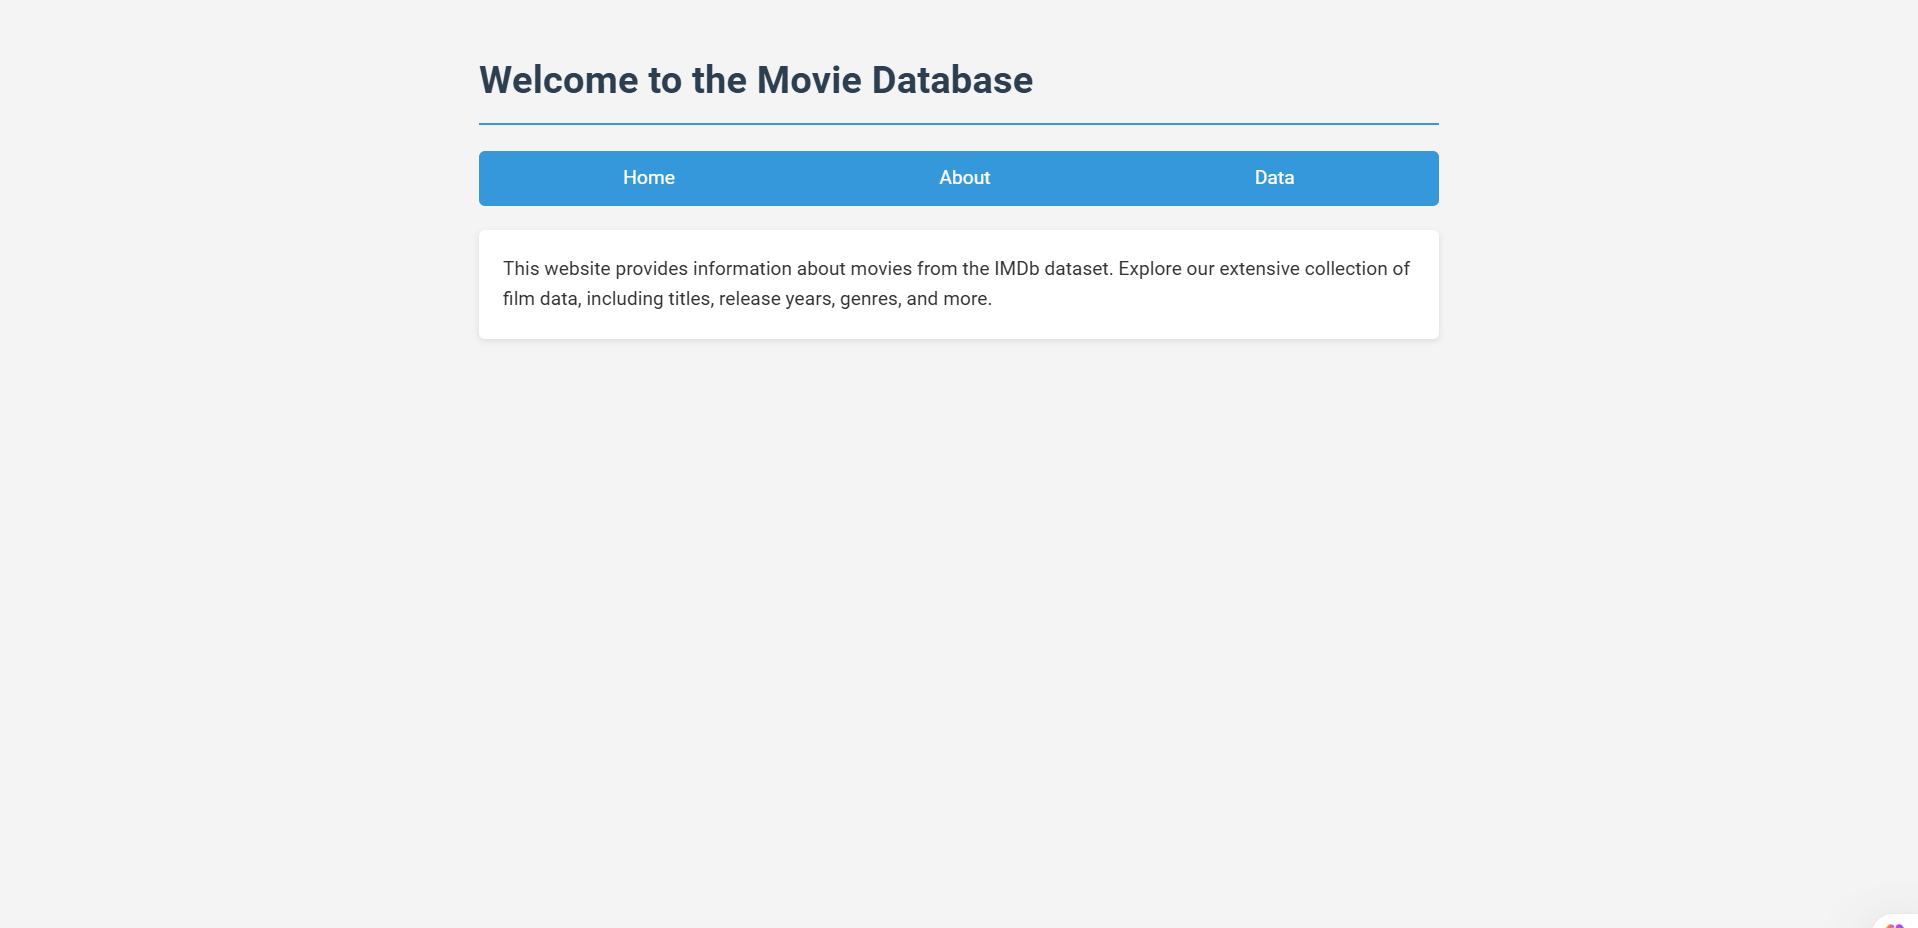 Welcome to the Movie Database
Home About Data
This website provides information about movies from the IMDb dataset. Explore our extensive collection of
film data, including titles, release years, genres, and more.